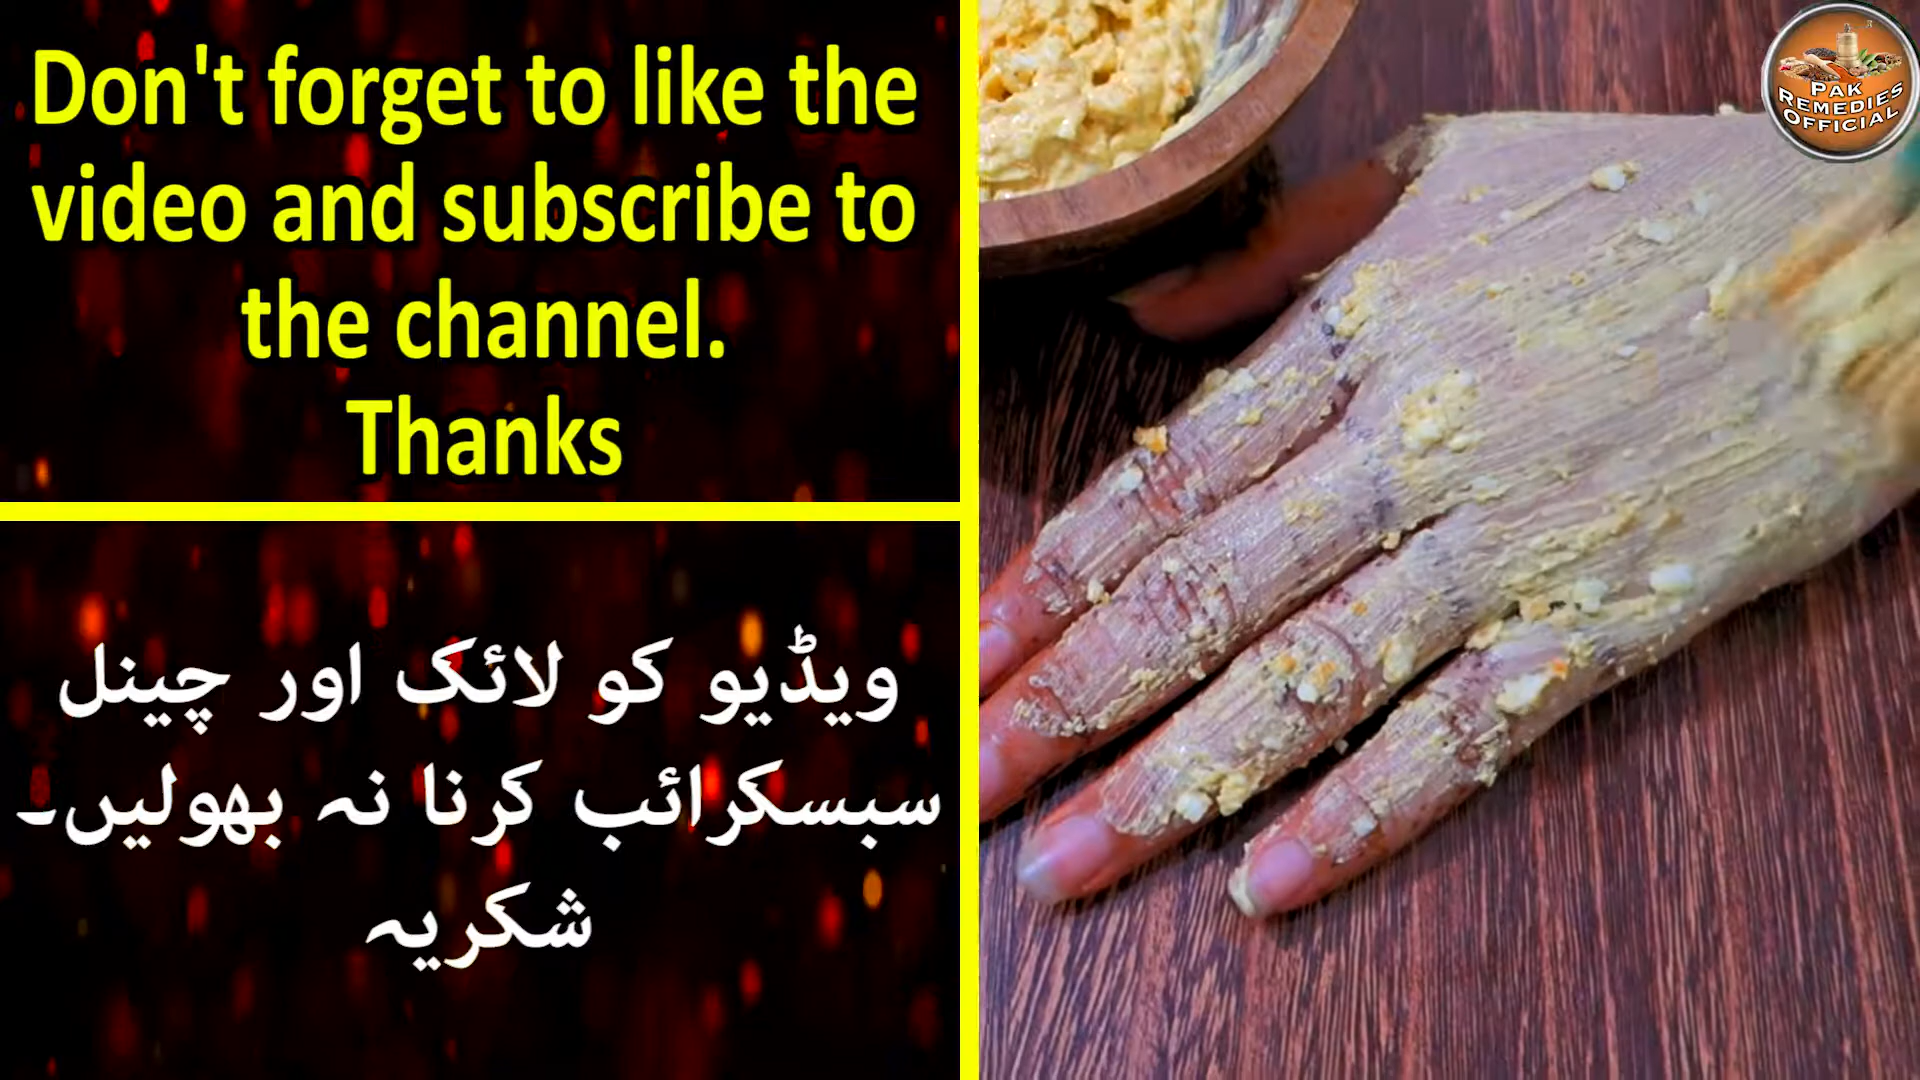 Don't forget to like the
video and subscribe to
the channel.
Thanks
ویڈیو کو لائک اور چینل
سبسکرائب کرنا نہ بھولیں۔
شکریہ
PAK
REMEDIES
OFFICIAL